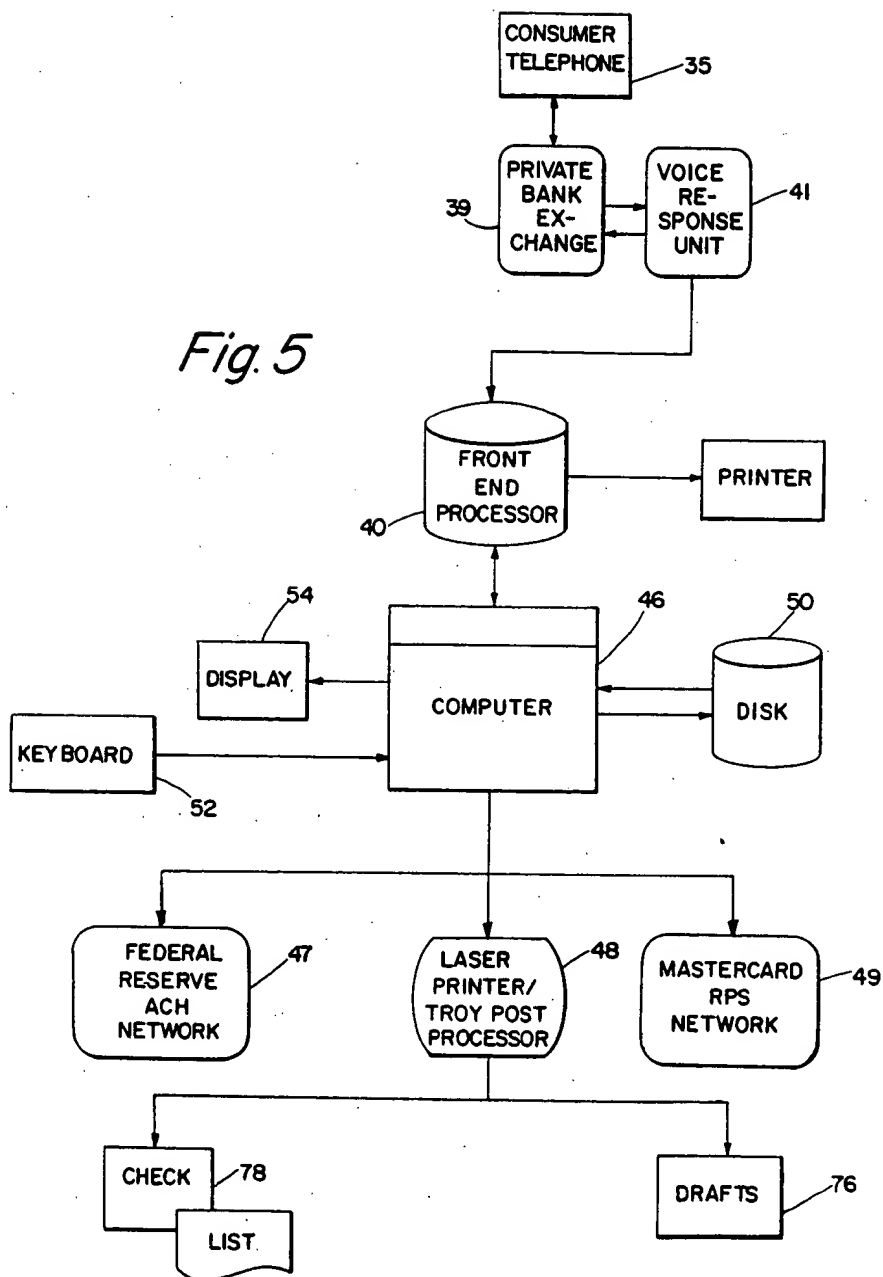 CONSUMER
TELEPHONE
35
PRIVATE
BANK
EX-
CHANGE
39
VOICE
RE-
SPONSE
UNIT
41
Fig. 5
FRONT
END
PROCESSOR
40
PRINTER
54
DISPLAY
46
COMPUTER
50
DISK
KEYBOARD
52
FEDERAL
RESERVE
ACH
NETWORK
47
LASER
PRINTER/
TROY POST
PROCESSOR
48
MASTERCARD
RPS
NETWORK
49
CHECK
78
LIST
DRAFTS
76